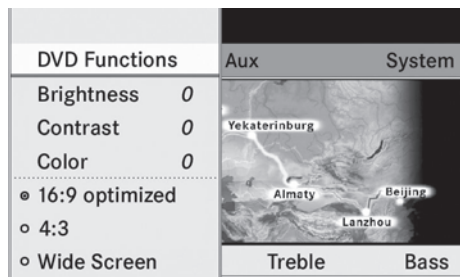 DVD Functions
Aux
System
Brightness 0
Contrast 0
Color 0
16:9 optimized
4:3
Wide Screen
Yekaterinburg
Almaty
Beijing
Lanzhou
Treble
Bass